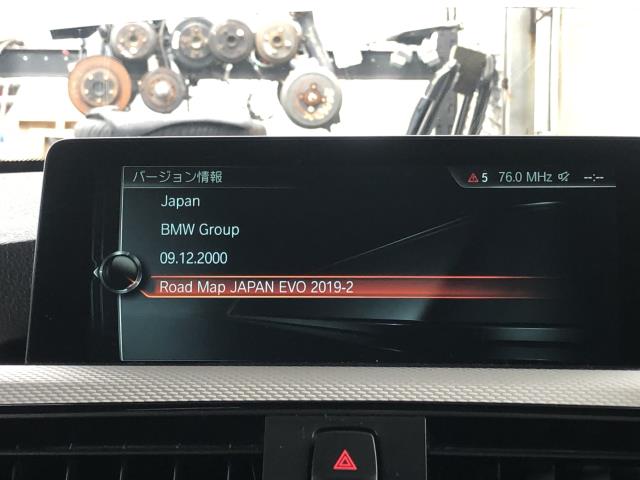 バージョン情報
5 76.0 MHz --:--
Japan
BMW Group
09.12.2000
Road Map JAPAN EVO 2019-2